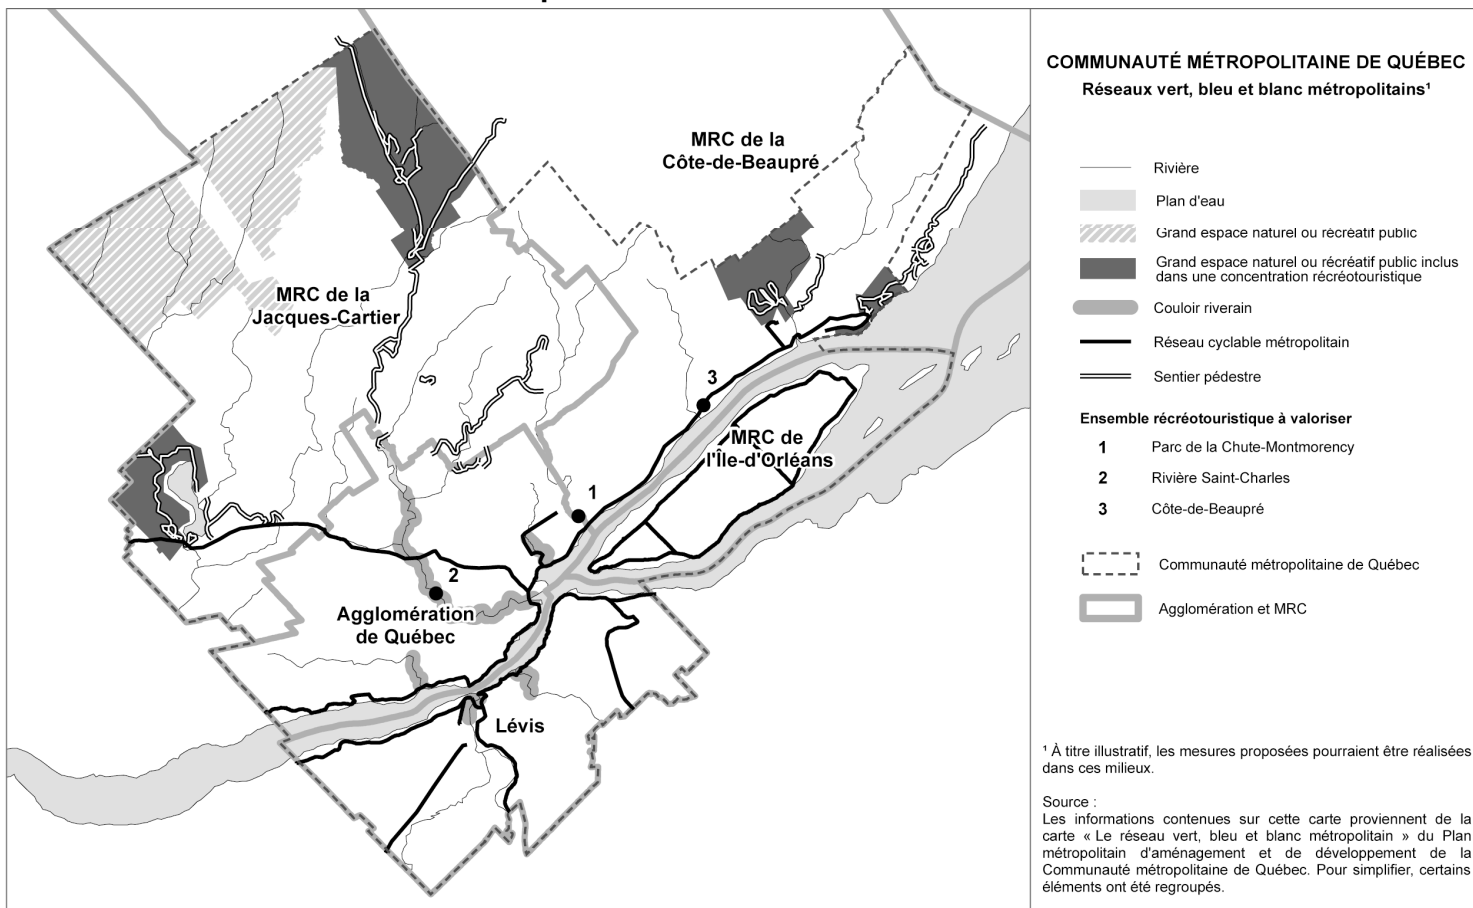 MRC de la
Côte-de-Beaupré
MRC de la
Jacques-Cartier
3
MRC de
l'Île-d'Orléans
1
2
Agglomération
de Québec
Lévis
COMMUNAUTÉ MÉTROPOLITAINE DE QUÉBEC
Réseaux vert, bleu et blanc métropolitains¹
Rivière
Plan d'eau
Grand espace naturel ou récréatif public
Grand espace naturel ou récréatif public inclus
dans une concentration récréotouristique
Couloir riverain
Réseau cyclable métropolitain
Sentier pédestre
Ensemble récréotouristique à valoriser
1 Parc de la Chute-Montmorency
2 Rivière Saint-Charles
3 Côte-de-Beaupré
Communauté métropolitaine de Québec
Agglomération et MRC
¹ À titre illustratif, les mesures proposées pourraient être réalisées
dans ces milieux.
Source :
Les informations contenues sur cette carte proviennent de la
carte « Le réseau vert, bleu et blanc métropolitain » du Plan
métropolitain d'aménagement et de développement de la
Communauté métropolitaine de Québec. Pour simplifier, certains
éléments ont été regroupés.